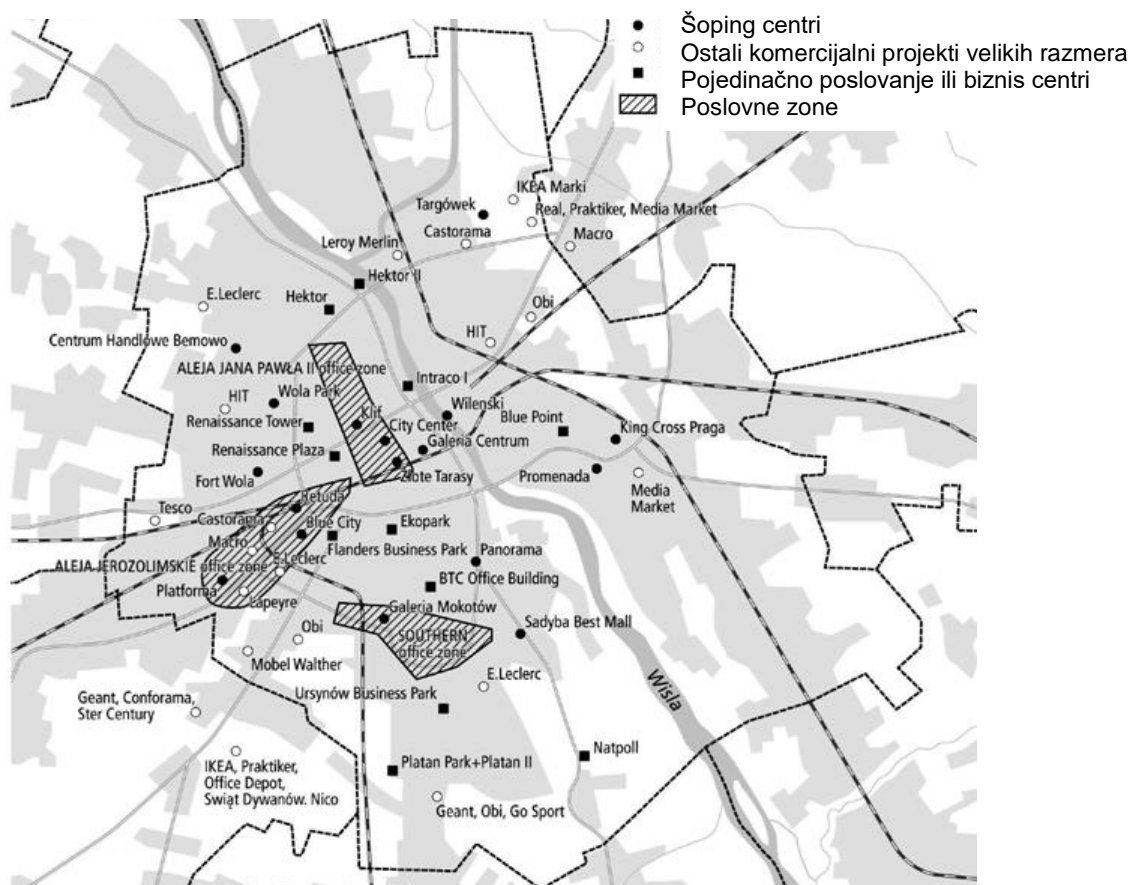 Šoping centri
Ostali komercijalni projekti velikih razmera
Pojedinačno poslovanje ili biznis centri
Poslovne zone
IKEA Marki
Targówek
Real, Praktiker, Media Market
Castorama
Macro
Leroy Merlin
Hektor II
E.Leclerc
Hektor
Obi
HIT
Centrum Handlowe Bemowo
ALEJA JANA PAWŁA II office zone
Intraco I
HIT
Wola Park
Wilenski
Klif
Blue Point
Renaissance Tower
City Center
King Cross Praga
Galeria Centrum
Renaissance Plaza
Złote Tarasy
Promenada
Fort Wola
Media
Market
Reduta
Tesco
Castorama
Blue City
Ekopark
Macro
Flanders Business Park
Panorama
E.Leclerc
ALEJA JEROZOLIMSKIE office zone
BTC Office Building
Platforma
Lapeyre
Galeria Mokotów
Sadyba Best Mall
Obi
SOUTHERN
office zone
Mobel Walther
E.Leclerc
Wisla
Ursynów Business Park
Geant, Conforama,
Ster Century
Natpoll
Platan Park+Platan II
IKEA, Praktiker,
Office Depot,
Swiąt Dywanów. Nico
Geant, Obi, Go Sport